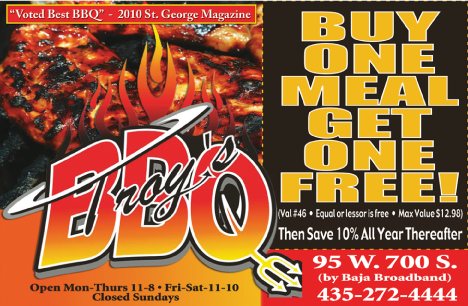 "Voted Best BBQ" - 2010 St. George Magazine
Troy's
BBQ
Open Mon-Thurs 11-8 • Fri-Sat-11-10
Closed Sundays
BUY
ONE
MEAL
GET
ONE
FREE!
(Val #46 • Equal or lessor is free • Max Value $12.98)
Then Save 10% All Year Thereafter
95 W. 700 S.
(by Baja Broadband)
435-272-4444